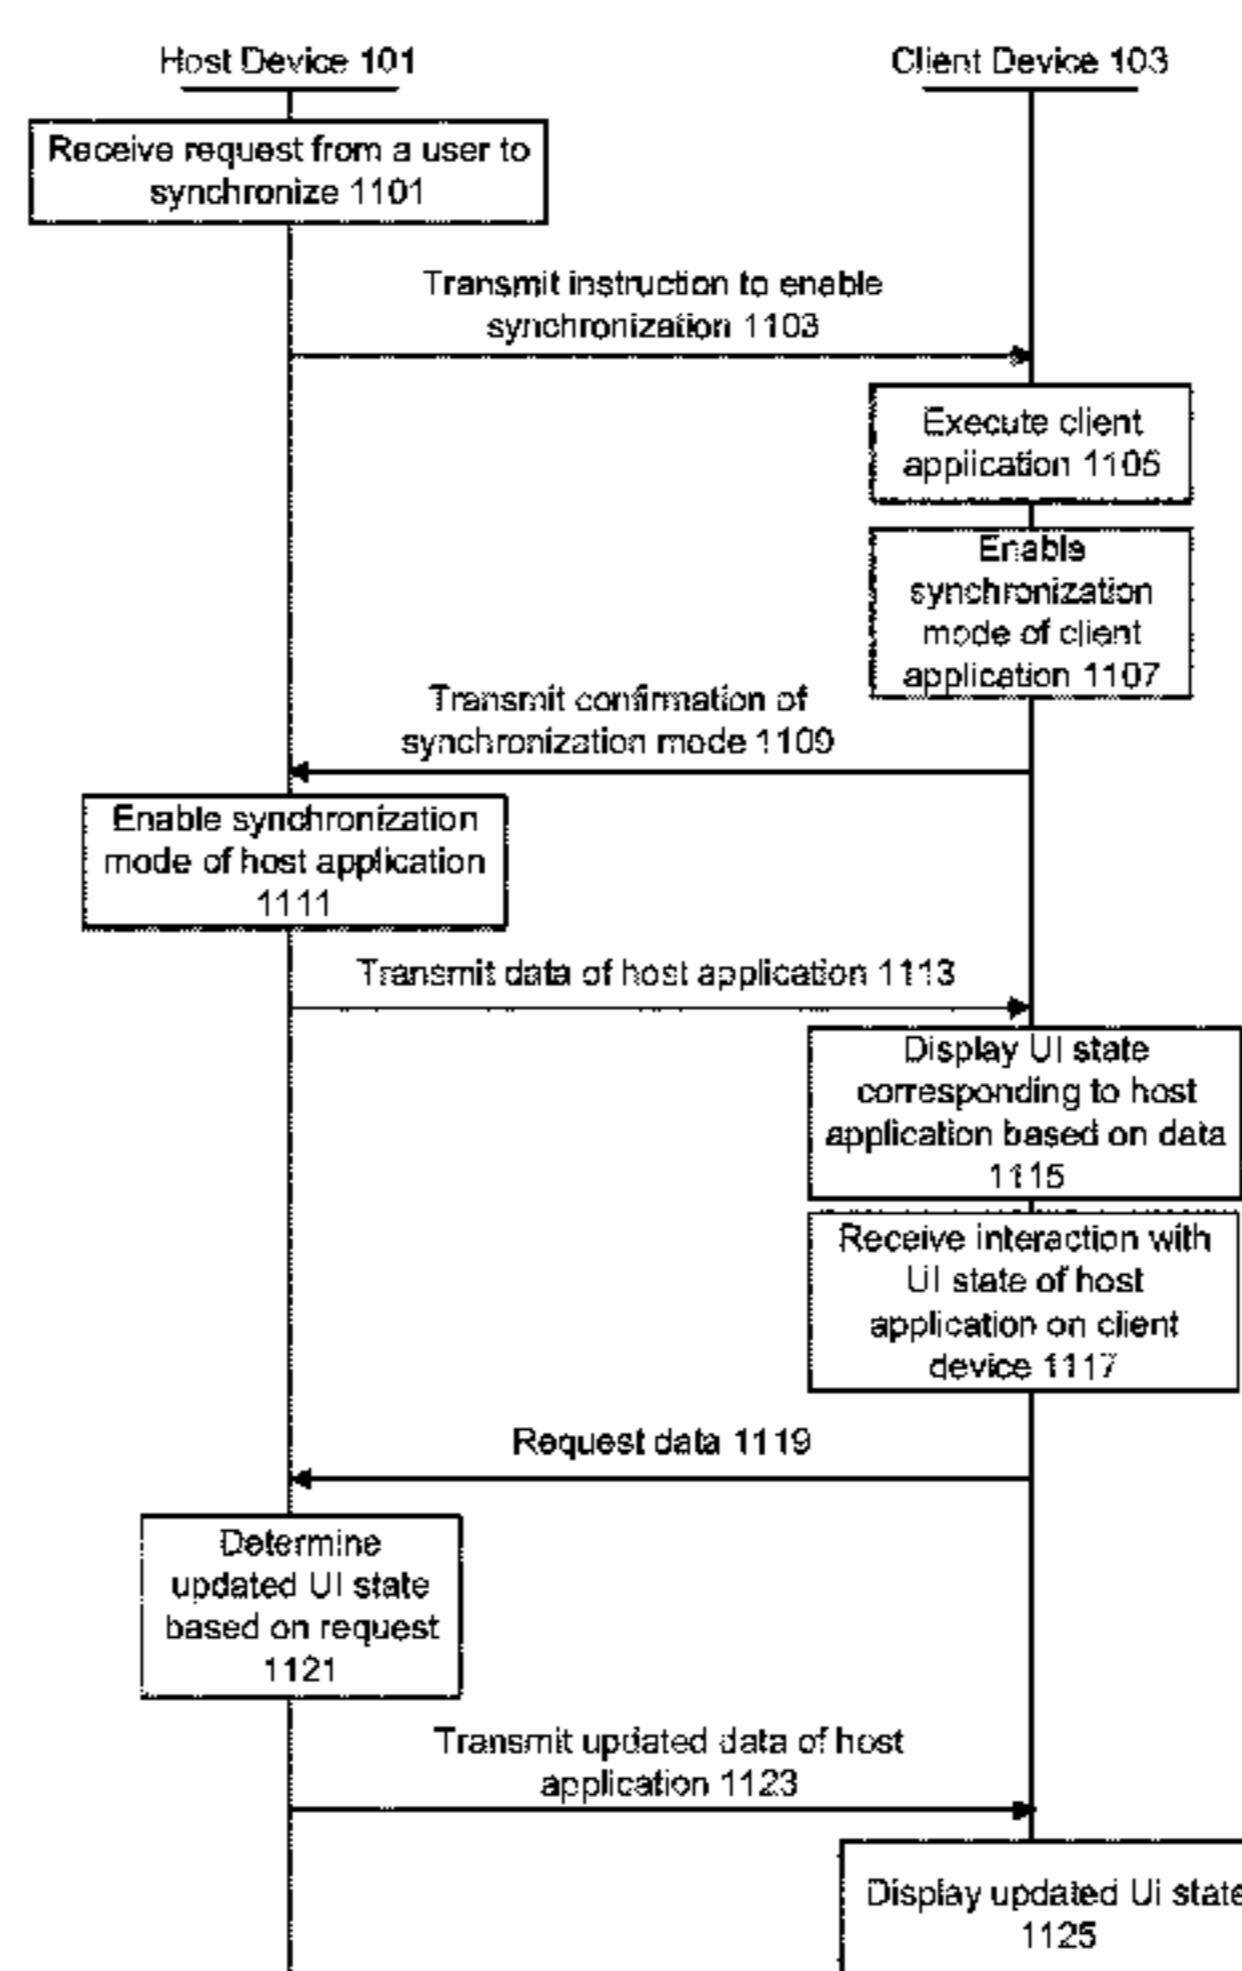 Host Device 101
Client Device 103
Receive request from a user to
synchronize 1101
Transmit instruction to enable
synchronization 1103
Execute client
application 1105
Enable
synchronization
mode of client
application 1107
Transmit confirmation of
synchronization mode 1109
Enable synchronization
mode of host application
1111
Transmit data of host application 1113
Display UI state
corresponding to host
application based on data
1115
Receive interaction with
UI state of host
application on client
device 1117
Request data 1119
Determine
updated UI state
based on request
1121
Transmit updated data of host
application 1123
Display updated UI state
1125